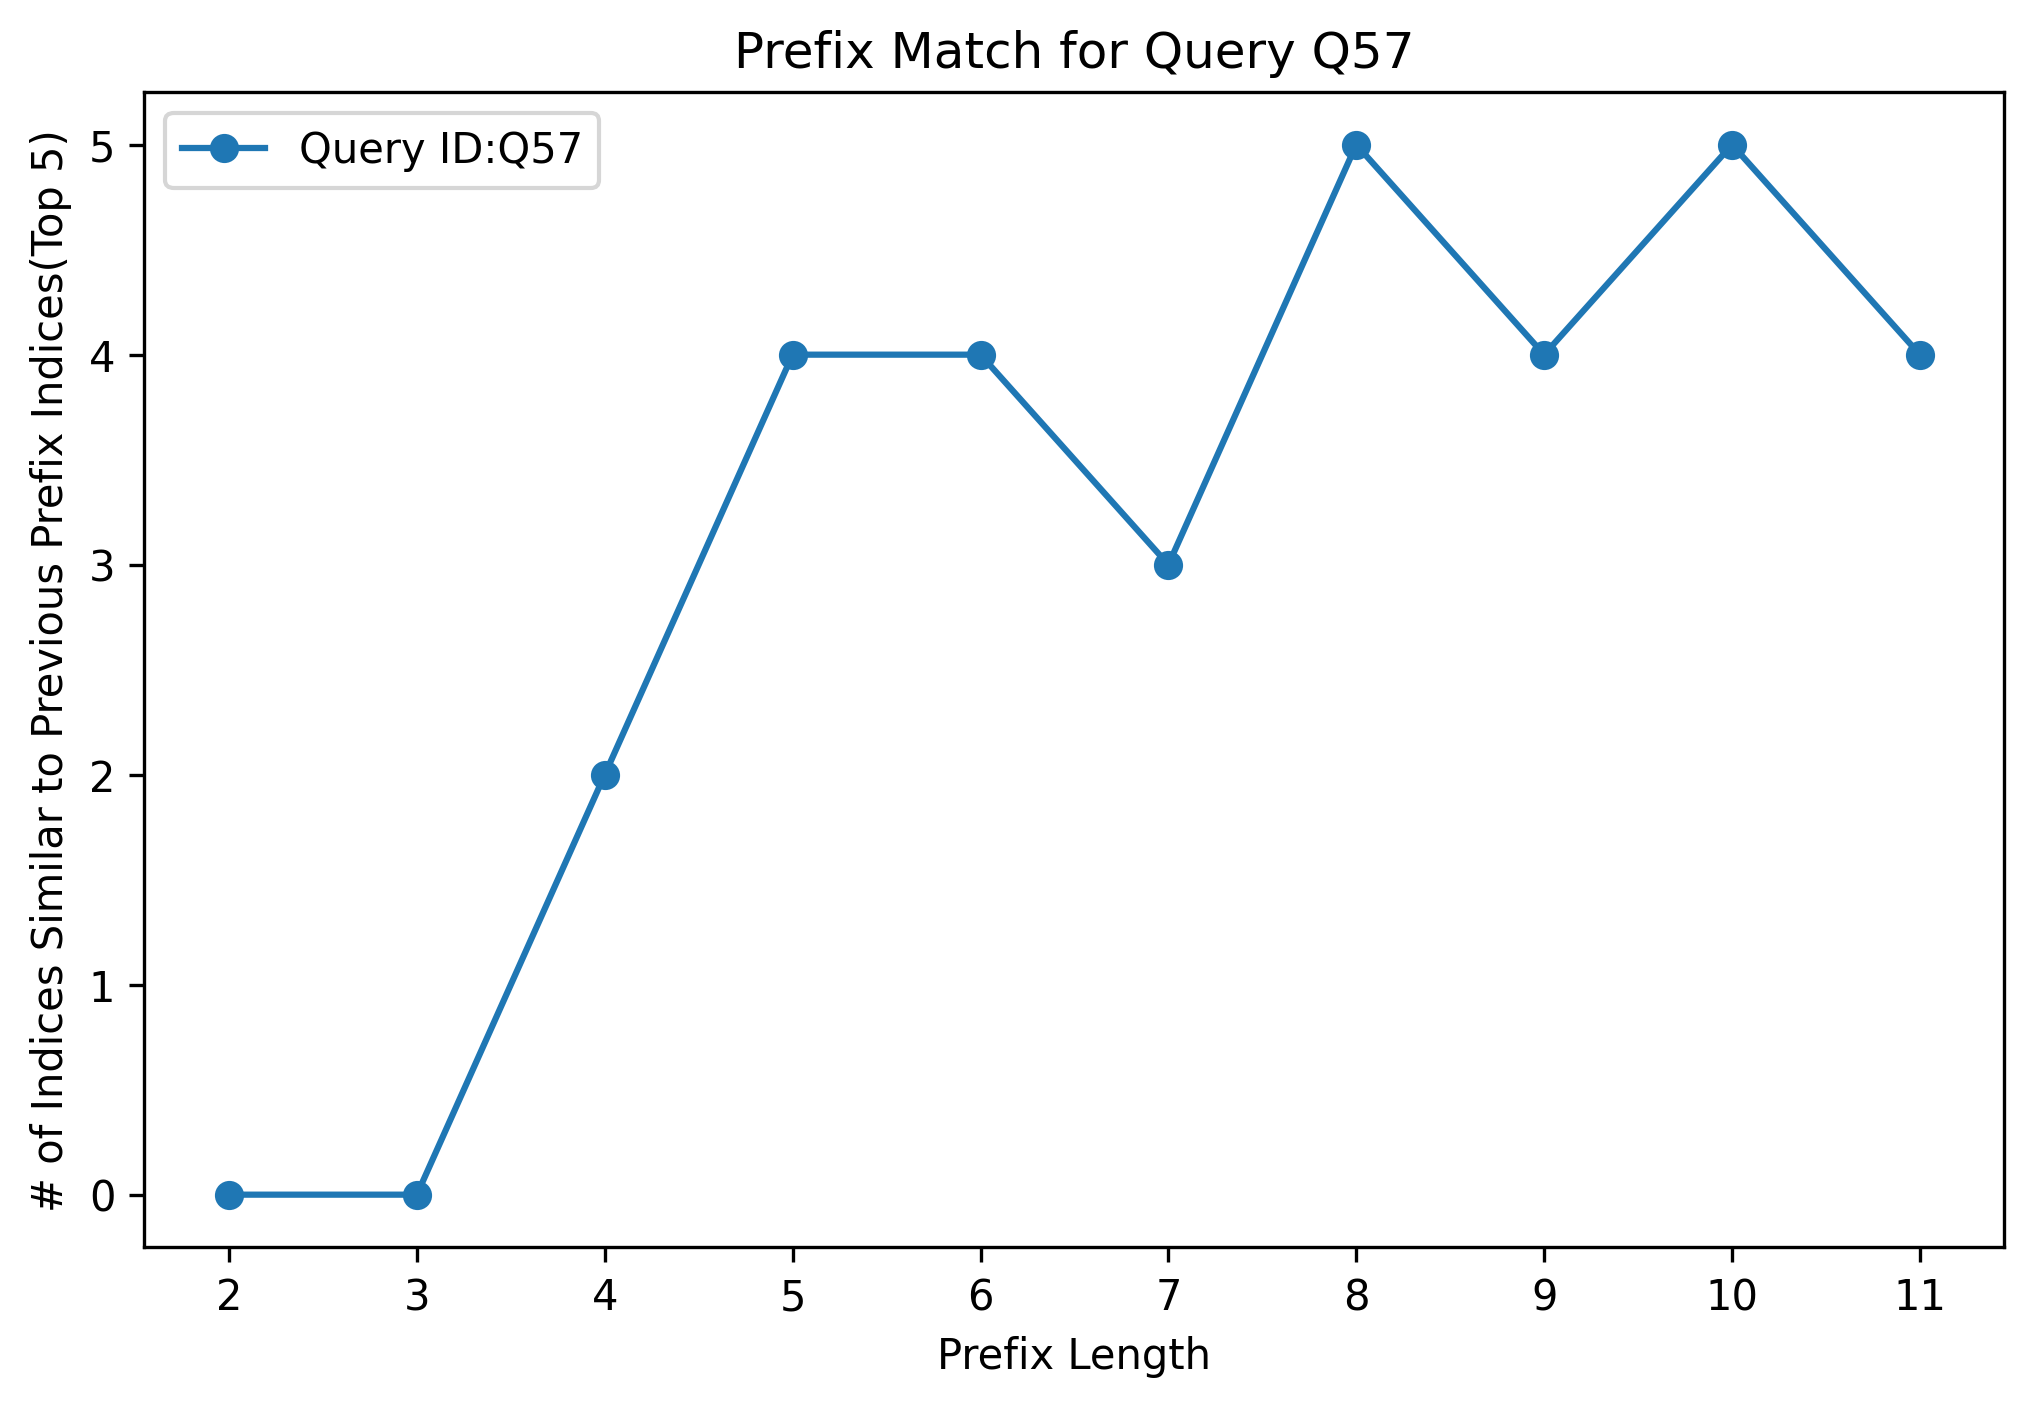 Prefix Match for Query Q57
Query ID:Q57
# of Indices Similar to Previous Prefix Indices(Top 5)
5
4
3
2
1
0
2 3 4 5 6 7 8 9 10 11
Prefix Length